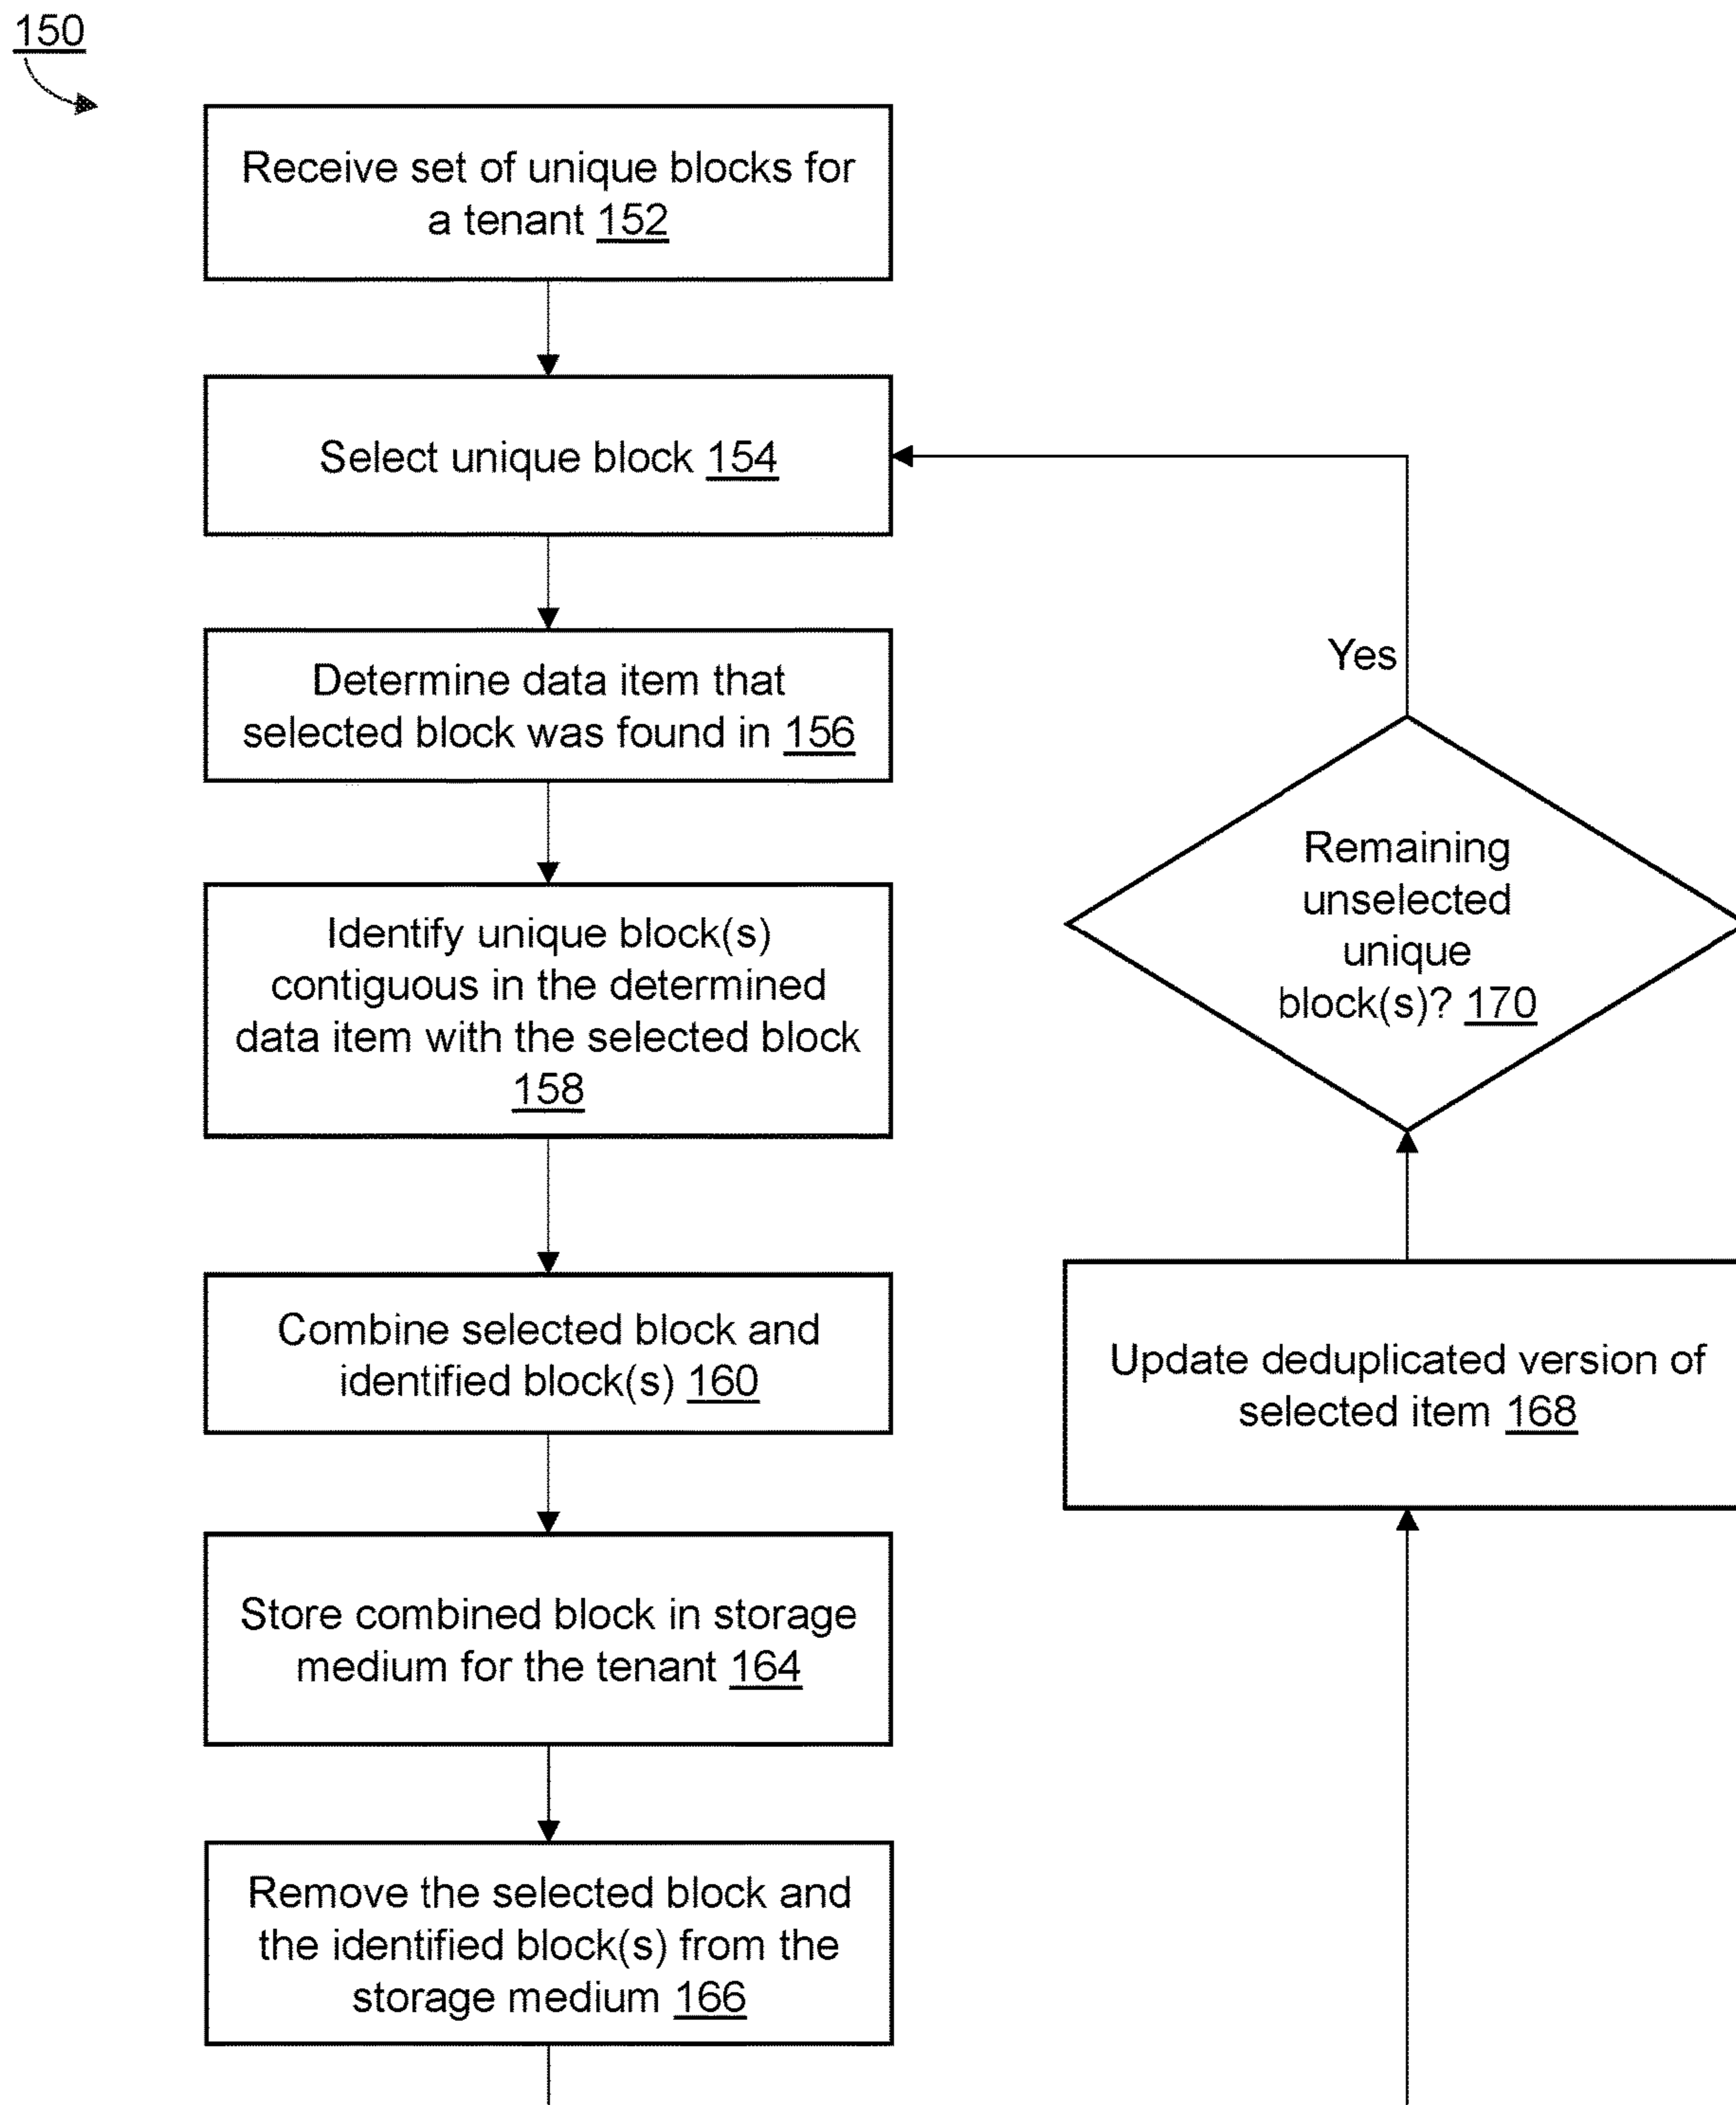 150
Receive set of unique blocks for
a tenant 152
Select unique block 154
Determine data item that
selected block was found in 156
Identify unique block(s)
contiguous in the determined
data item with the selected block
158
Combine selected block and
identified block(s) 160
Store combined block in storage
medium for the tenant 164
Remove the selected block and
the identified block(s) from the
storage medium 166
Update deduplicated version of
selected item 168
Remaining
unselected
unique
block(s)? 170
Yes